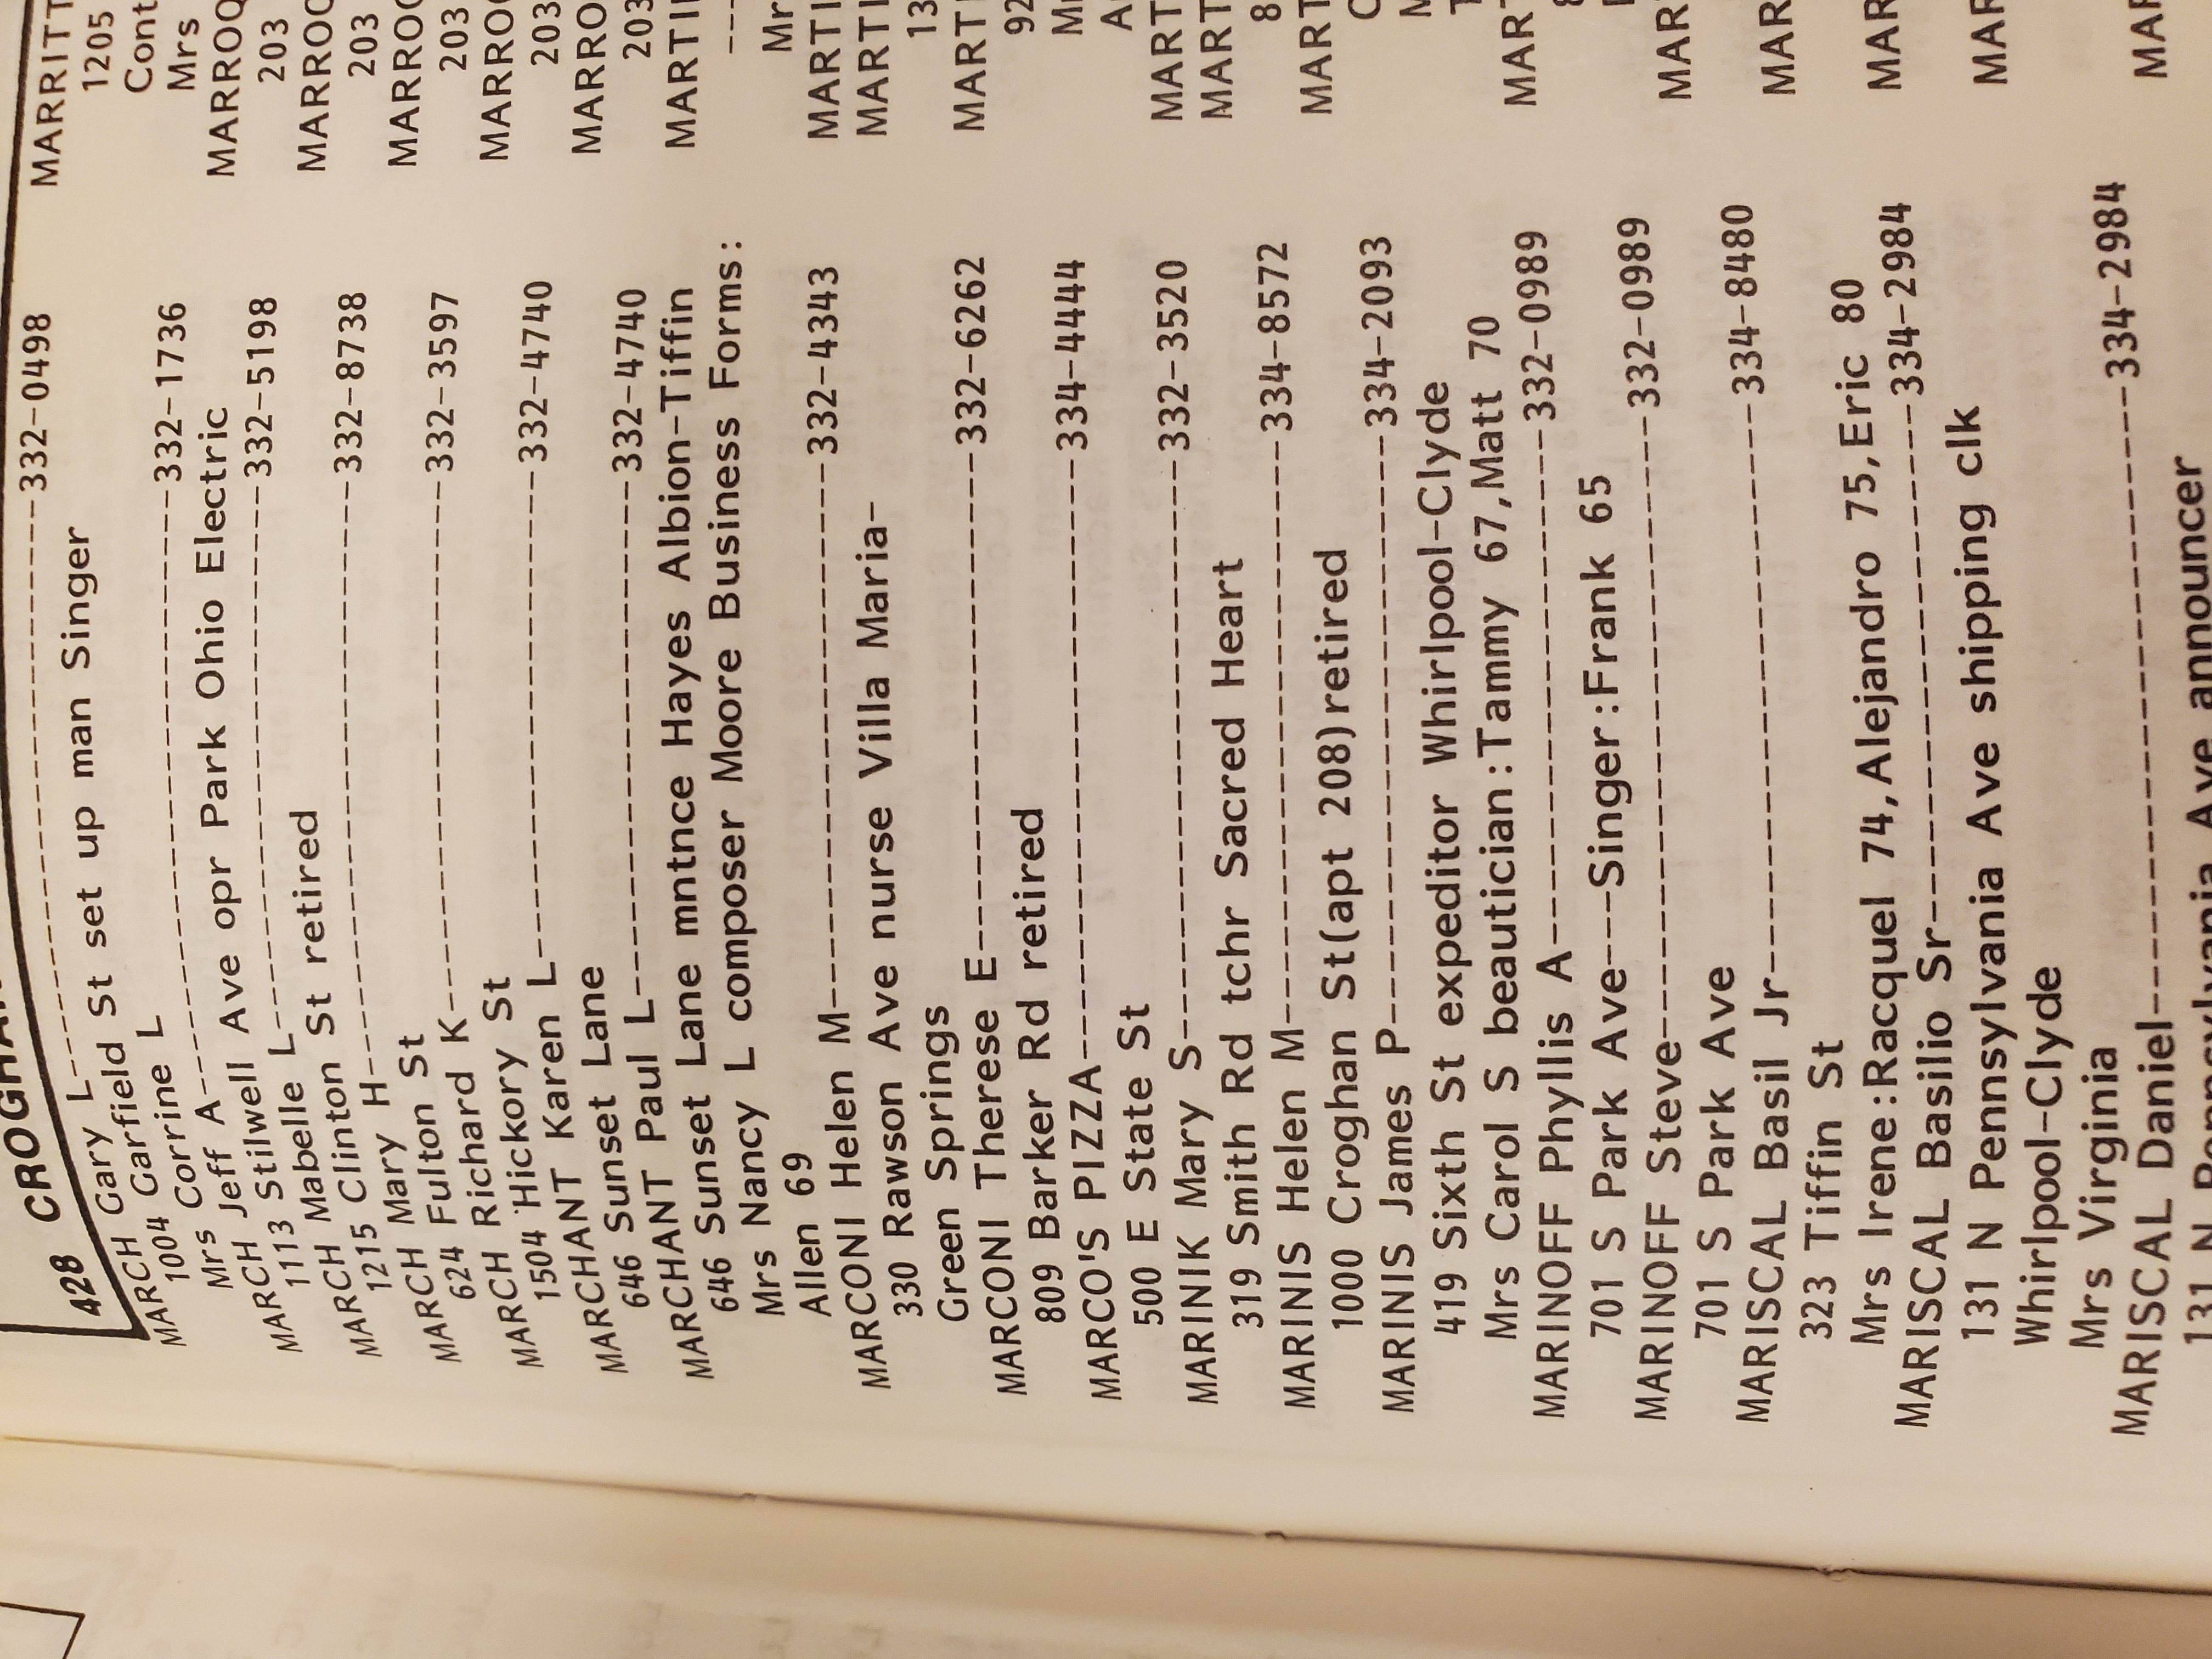 428 CROGHAN
MARCH Gary L---332-0498
1004 Garfield St set up man Singer
Mrs Corrine L
MARCH Jeff A---332-1736
1113 Stilwell Ave opr Park Ohio Electric
MARCH Mabelle L---332-5198
1215 Clinton St retired
MARCH Mary H---332-8738
624 Fulton St
MARCH Richard K---332-3597
1504 Hickory St
MARCHANT Karen L---332-4740
646 Sunset Lane
MARCHANT Paul L---332-4740
646 Sunset Lane mntnce Hayes Albion-Tiffin
Mrs Nancy L composer Moore Business Forms:
Allen 69
MARCONI Helen M---332-4343
330 Rawson Ave nurse Villa Maria-
Green Springs
MARCONI Therese E---332-6262
809 Barker Rd retired
MARCO'S PIZZA---334-4444
500 E State St
MARINIK Mary S---332-3520
319 Smith Rd tchr Sacred Heart
MARINIS Helen M---334-8572
1000 Croghan St(apt 208)retired
MARINIS James P---334-2093
419 Sixth St expeditor Whirlpool-Clyde
Mrs Carol S beautician:Tammy 67,Matt 70
MARINOFF Phyllis A---332-0989
701 S Park Ave---Singer:Frank 65
MARINOFF Steve---332-0989
701 S Park Ave
MARISCAL Basil Jr---334-8480
323 Tiffin St
Mrs Irene:Racquel 74,Alejandro 75,Eric 80
MARISCAL Basilio Sr---334-2984
131 N Pennsylvania Ave shipping clk
Whirlpool-Clyde
Mrs Virginia
MARISCAL Daniel---334-2984
131 N Pennsylvania Ave announcer
MARRITT
1205
Cont
Mrs
MARROQ
203
MARROQ
203
MARROQ
203
MARROQ
203
MARRO
203
MARTI
---
Mr
MARTI
MARTI
13
MARTI
92
M
A
MART
MART
8
MART
C
M
MART
MAR
MAR
MAR
MAR
MAR